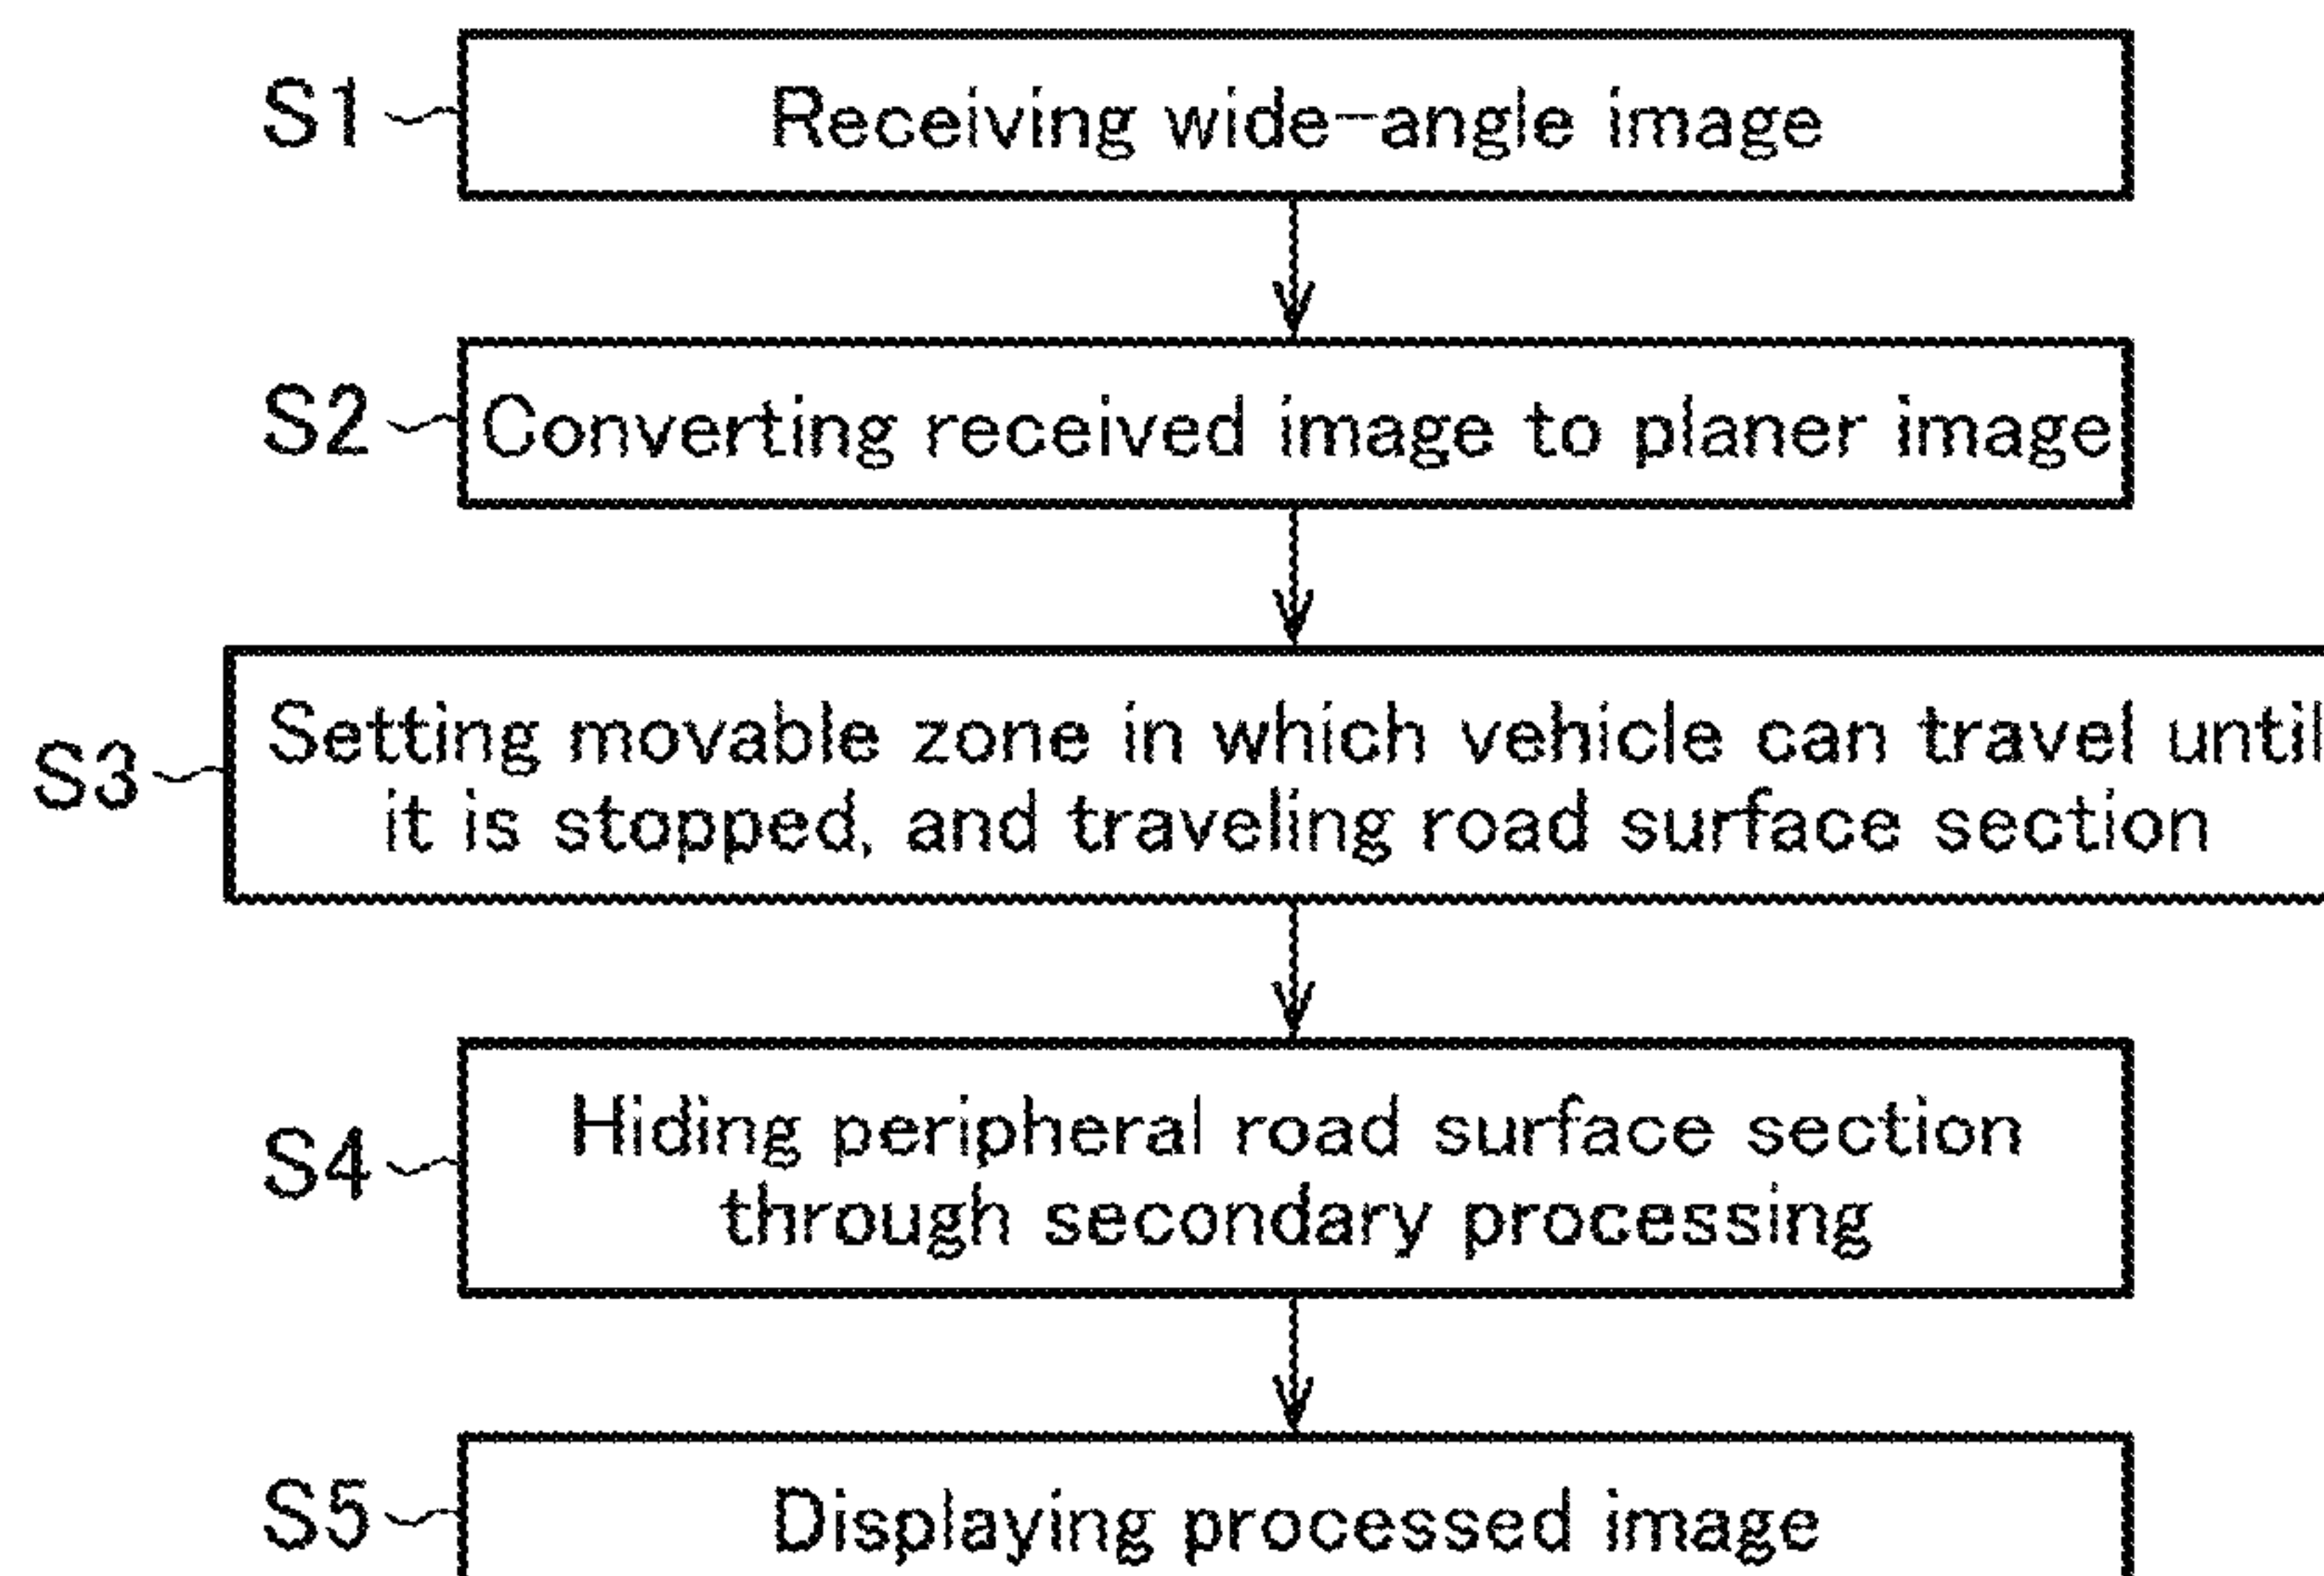 S1 Receiving wide-angle image
S2 Converting received image to planer image
Setting movable zone in which vehicle can travel until
S3
it is stopped, and traveling road surface section
Hiding peripheral road surface section
S4
through secondary processing
S5 Displaying processed image